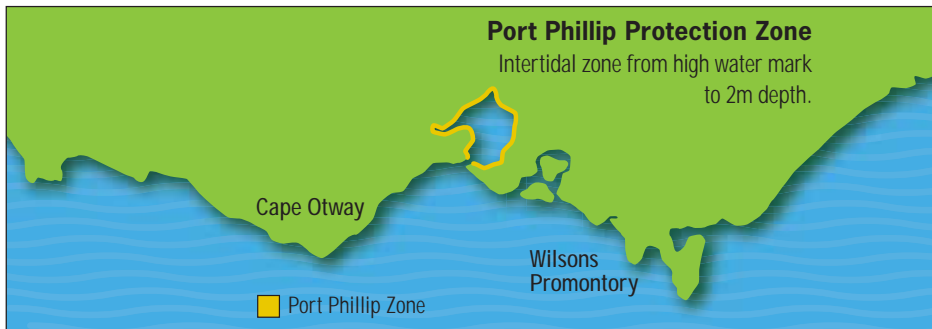 Port Phillip Protection Zone
Intertidal zone from high water mark
to 2m depth.
Cape Otway
Wilsons
Promontory
Port Phillip Zone